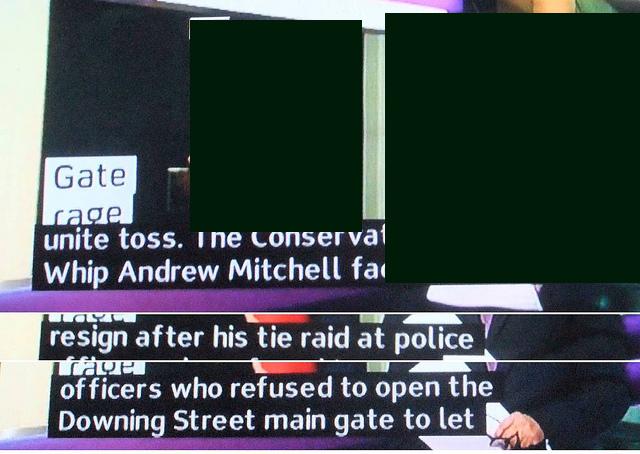 Gate
rage
unite toss. The Conservat
Whip Andrew Mitchell fac
resign after his tie raid at police
officers who refused to open the
Downing Street main gate to let